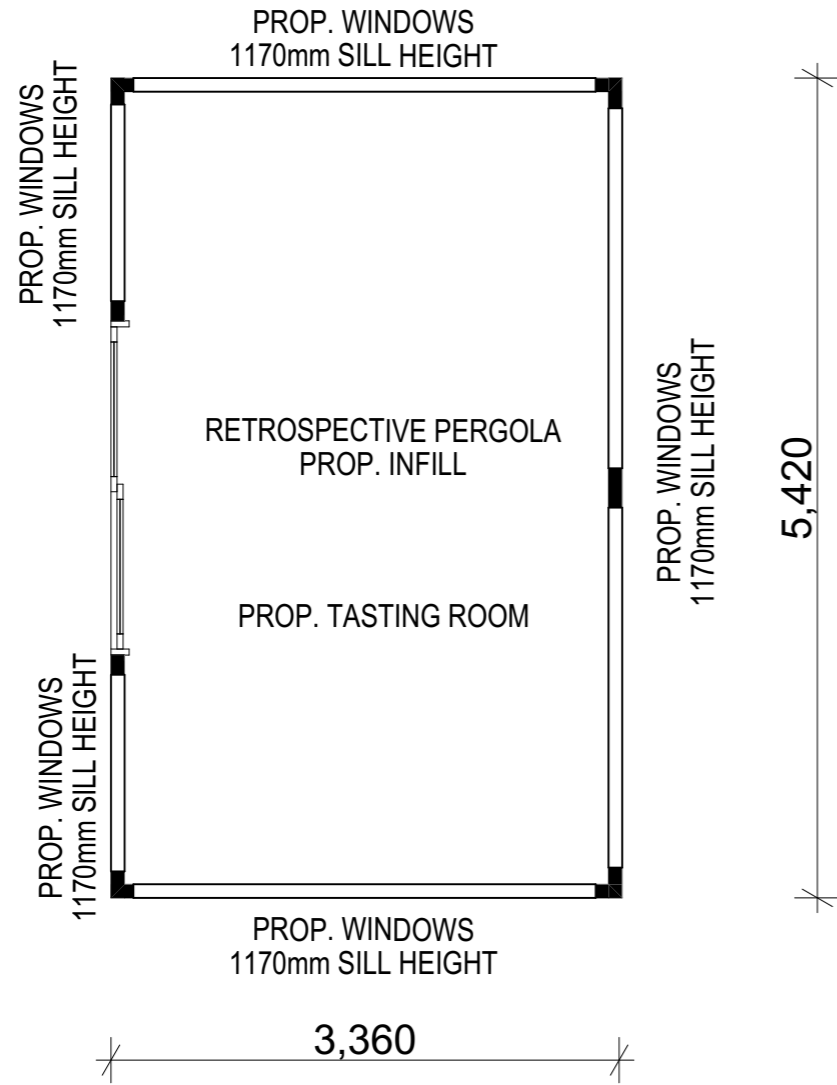 PROP. WINDOWS
1170mm SILL HEIGHT
PROP. WINDOWS
1170mm SILL HEIGHT
RETROSPECTIVE PERGOLA
PROP. INFILL
PROP. WINDOWS
1170mm SILL HEIGHT
5,420
PROP. TASTING ROOM
PROP. WINDOWS
1170mm SILL HEIGHT
PROP. WINDOWS
1170mm SILL HEIGHT
3,360